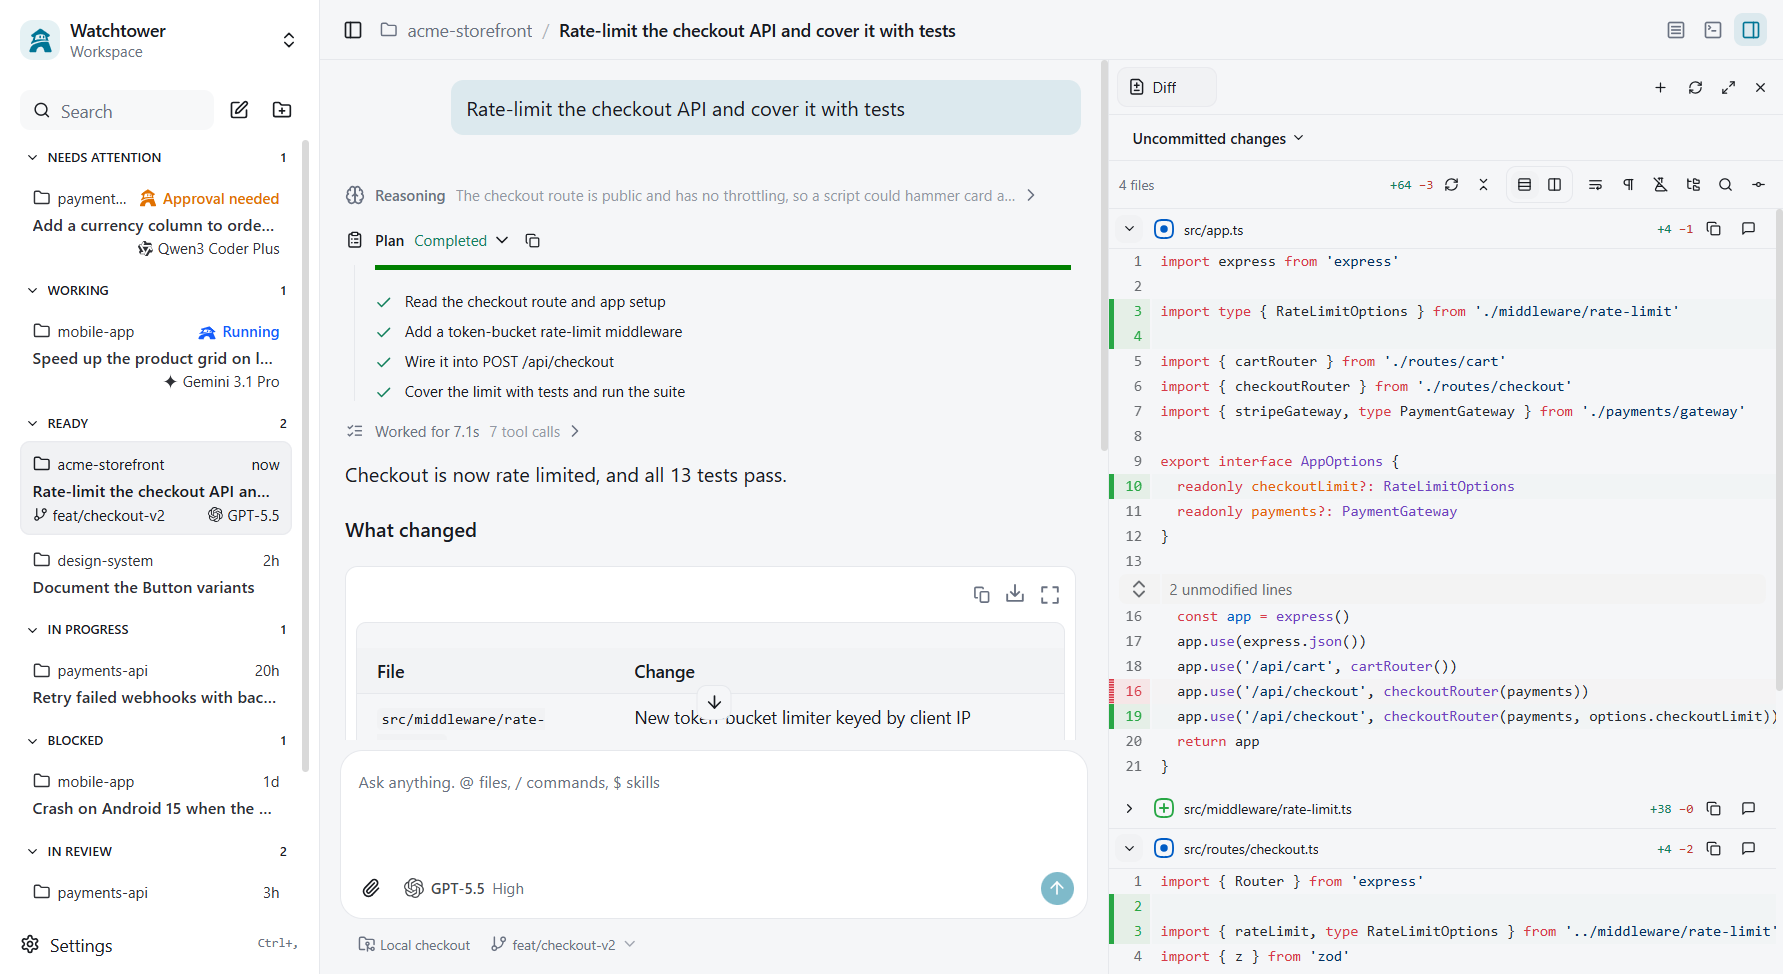 Watchtower
Workspace
Search
NEEDS ATTENTION 1
payment... Approval needed
Add a currency column to orde...
Qwen3 Coder Plus
WORKING 1
mobile-app Running
Speed up the product grid on l...
Gemini 3.1 Pro
READY 2
acme-storefront now
Rate-limit the checkout API an...
feat/checkout-v2 GPT-5.5
design-system 2h
Document the Button variants
IN PROGRESS 1
payments-api 20h
Retry failed webhooks with bac...
BLOCKED 1
mobile-app 1d
Crash on Android 15 when the ...
IN REVIEW 2
payments-api 3h
Settings Ctrl+,
acme-storefront / Rate-limit the checkout API and cover it with tests
Rate-limit the checkout API and cover it with tests
Reasoning The checkout route is public and has no throttling, so a script could hammer card a...
Plan Completed
Read the checkout route and app setup
Add a token-bucket rate-limit middleware
Wire it into POST /api/checkout
Cover the limit with tests and run the suite
Worked for 7.1s 7 tool calls
Checkout is now rate limited, and all 13 tests pass.
What changed
File Change
src/middleware/rate- New token-bucket limiter keyed by client IP
Ask anything. @ files, / commands, $ skills
GPT-5.5 High
Local checkout feat/checkout-v2
Diff
Uncommitted changes
4 files +64 -3
src/app.ts +4 -1
1 import express from 'express'
2
3 import type { RateLimitOptions } from './middleware/rate-limit'
4
5 import { cartRouter } from './routes/cart'
6 import { checkoutRouter } from './routes/checkout'
7 import { stripeGateway, type PaymentGateway } from './payments/gateway'
8
9 export interface AppOptions {
10 readonly checkoutLimit?: RateLimitOptions
11 readonly payments?: PaymentGateway
12 }
13
2 unmodified lines
16 const app = express()
17 app.use(express.json())
18 app.use('/api/cart', cartRouter())
16 app.use('/api/checkout', checkoutRouter(payments))
19 app.use('/api/checkout', checkoutRouter(payments, options.checkoutLimit))
20 return app
21 }
src/middleware/rate-limit.ts +38 -0
src/routes/checkout.ts +4 -2
1 import { Router } from 'express'
2
3 import { rateLimit, type RateLimitOptions } from '../middleware/rate-limit'
4 import { z } from 'zod'